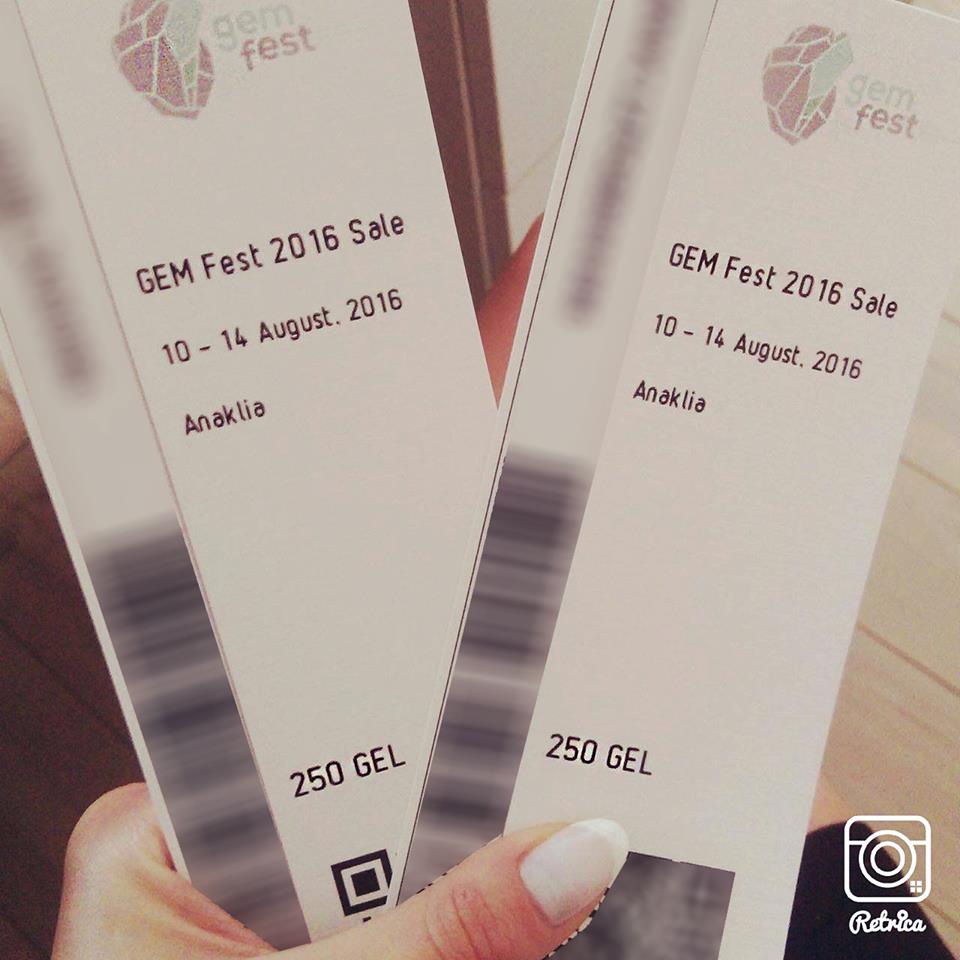 gem
fest
GEM Fest 2016 Sale
10 - 14 August. 2016
Anaklia
250 GEL
gem
fest
GEM Fest 2016 Sale
10 - 14 August. 2016
Anaklia
250 GEL
Retrica